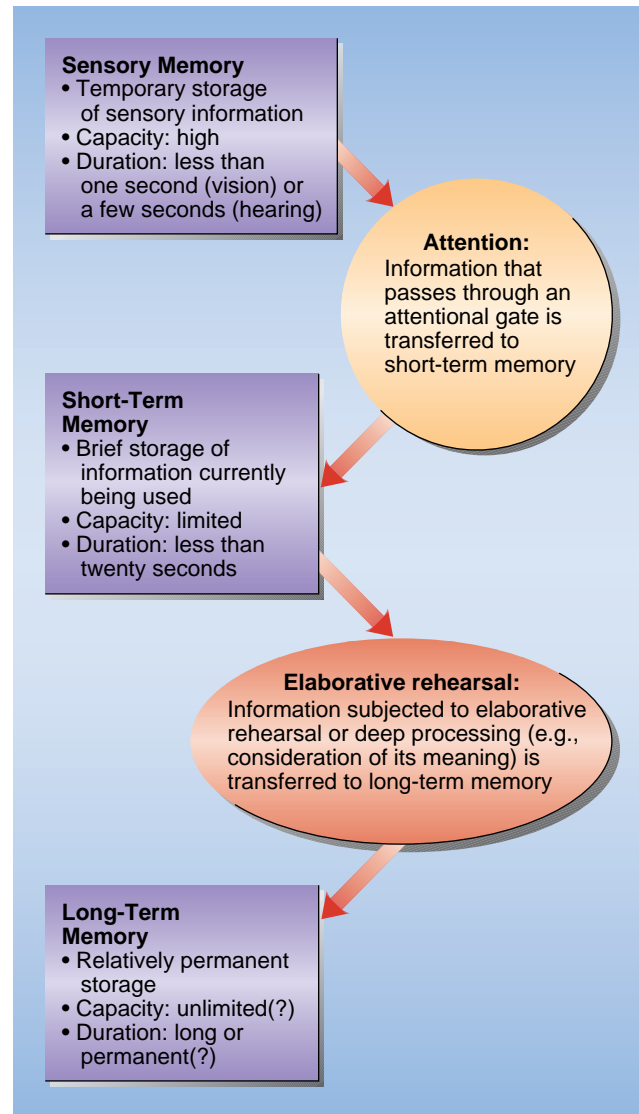 Sensory Memory
• Temporary storage
of sensory information
• Capacity: high
• Duration: less than
one second (vision) or
a few seconds (hearing)
Attention:
Information that
passes through an
attentional gate is
transferred to
short-term memory
Short-Term
Memory
• Brief storage of
information currently
being used
• Capacity: limited
• Duration: less than
twenty seconds
Elaborative rehearsal:
Information subjected to elaborative
rehearsal or deep processing (e.g.,
consideration of its meaning) is
transferred to long-term memory
Long-Term
Memory
• Relatively permanent
storage
• Capacity: unlimited(?)
• Duration: long or
permanent(?)